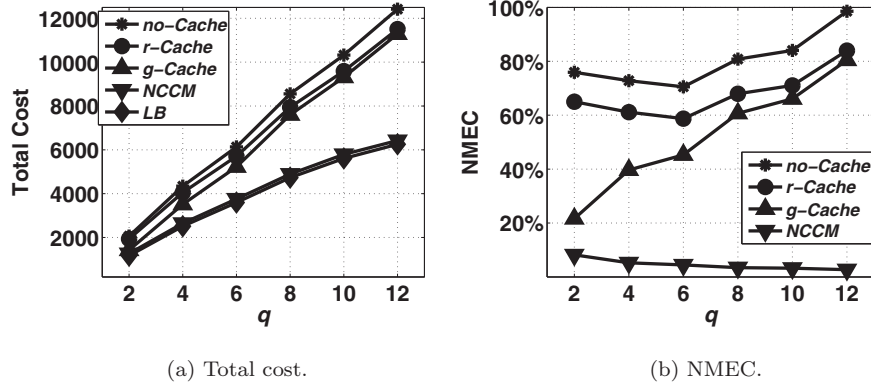 Total Cost
12000
10000
8000
6000
4000
2000
no-Cache
r-Cache
g-Cache
NCCM
LB
2 4 6 8 10 12
q
(a) Total cost.
NMEC
100%
80%
60%
40%
20%
no-Cache
r-Cache
g-Cache
NCCM
2 4 6 8 10 12
q
(b) NMEC.